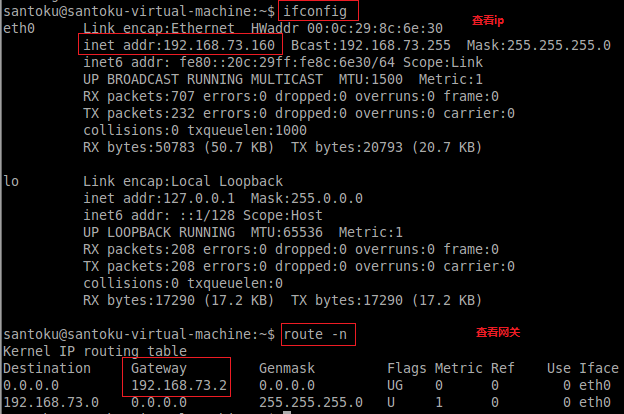 santoku@santoku-virtual-machine:~$ ifconfig 查看ip
eth0      Link encap:Ethernet  HWaddr 00:0c:29:8c:6e:30
          inet addr:192.168.73.160  Bcast:192.168.73.255  Mask:255.255.255.0
          inet6 addr: fe80::20c:29ff:fe8c:6e30/64 Scope:Link
          UP BROADCAST RUNNING MULTICAST  MTU:1500  Metric:1
          RX packets:707 errors:0 dropped:0 overruns:0 frame:0
          TX packets:232 errors:0 dropped:0 overruns:0 carrier:0
          collisions:0 txqueuelen:1000
          RX bytes:50783 (50.7 KB)  TX bytes:20793 (20.7 KB)
lo        Link encap:Local Loopback
          inet addr:127.0.0.1  Mask:255.0.0.0
          inet6 addr: ::1/128 Scope:Host
          UP LOOPBACK RUNNING  MTU:65536  Metric:1
          RX packets:208 errors:0 dropped:0 overruns:0 frame:0
          TX packets:208 errors:0 dropped:0 overruns:0 carrier:0
          collisions:0 txqueuelen:0
          RX bytes:17290 (17.2 KB)  TX bytes:17290 (17.2 KB)
santoku@santoku-virtual-machine:~$ route -n 查看网关
Kernel IP routing table
Destination     Gateway         Genmask         Flags Metric Ref    Use Iface
0.0.0.0         192.168.73.2    0.0.0.0         UG    0      0        0 eth0
192.168.73.0    0.0.0.0         255.255.255.0   U     1      0        0 eth0